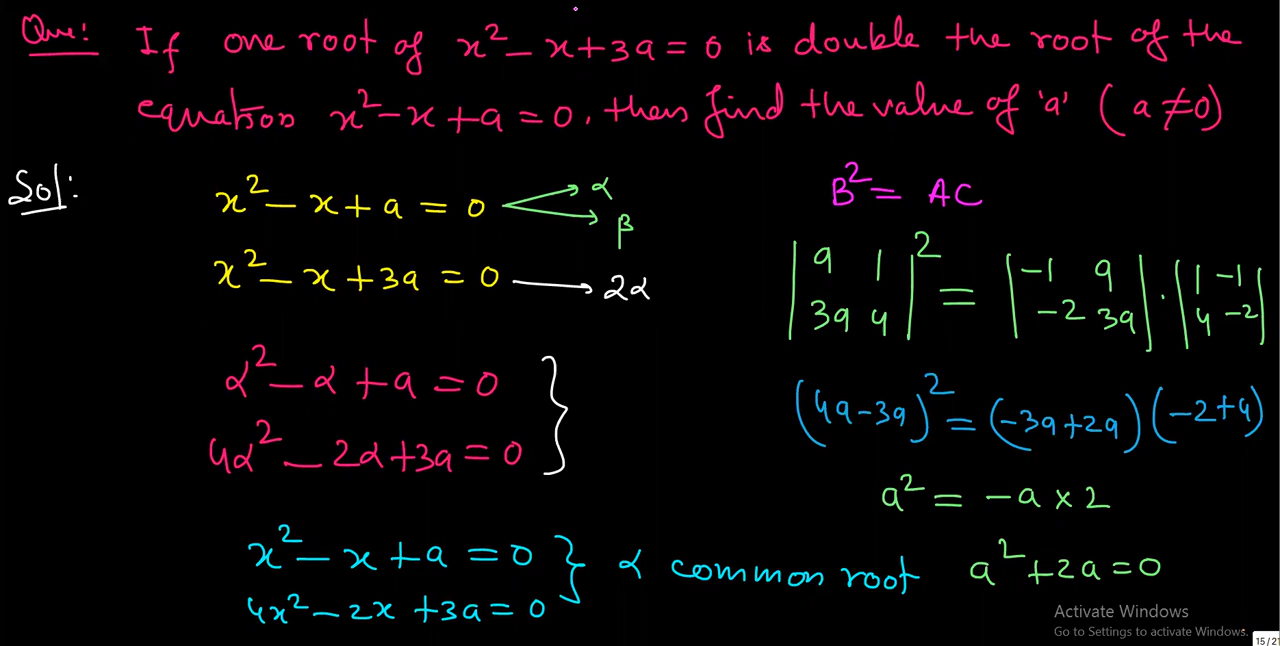 Que: If one root of x² – x + 3a = 0 is double the root of the
equation x² – x + a = 0, then find the value of 'a' (a ≠ 0)
Sol:
x² – x + a = 0
α
β
x² – x + 3a = 0
2α
α² – α + a = 0
4α² – 2α + 3a = 0
x² – x + a = 0
4x² – 2x + 3a = 0
α common root
B² = AC
|a 1|² = |-1 a| · |1 -1|
|3a 4| |-2 3a| |4 -2|
(4a – 3a)² = (–3a + 2a) (–2 + 4)
a² = –a × 2
a² + 2a = 0
Activate Windows
Go to Settings to activate Windows.
15 / 21